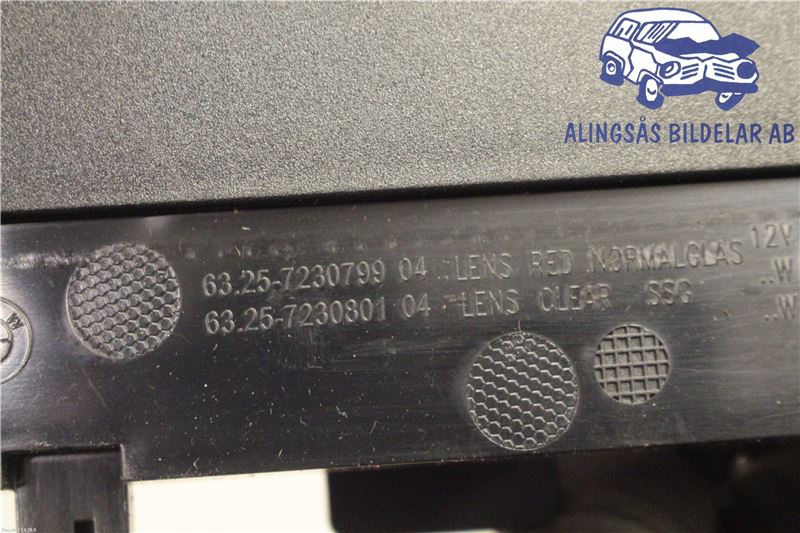 ALINGSÅS BILDELAR AB
63.25-7230799 04 LENS RED NORMALGLAS 12V
63.25-7230801 04 LENS CLEAR SSG ..W
..W